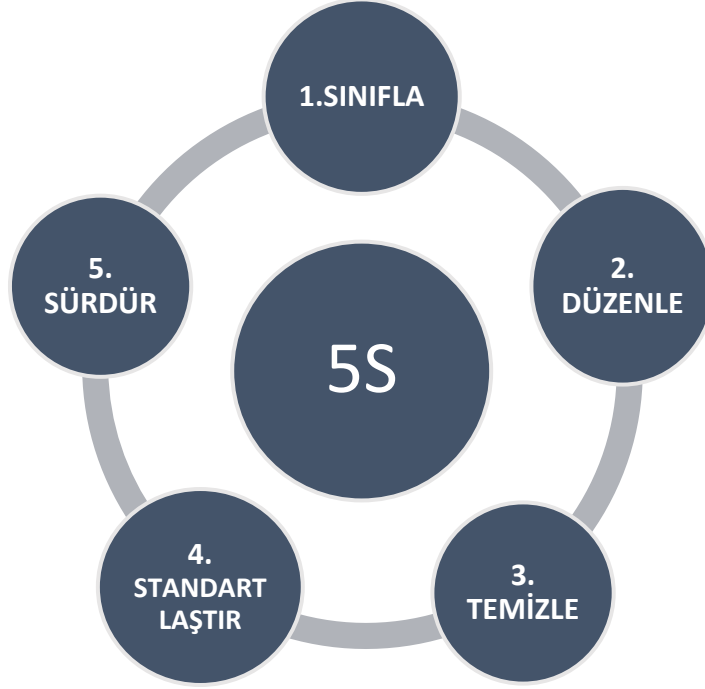 1.SINIFLA
2.
DÜZENLE
3.
TEMİZLE
4.
STANDART
LAŞTIR
5.
SÜRDÜR
5S